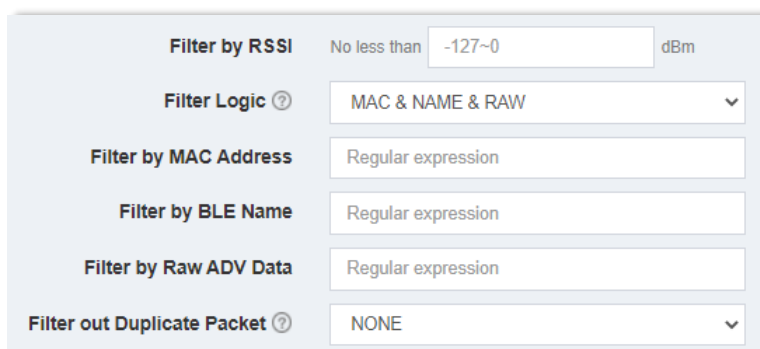 Filter by RSSI No less than -127~0 dBm
Filter Logic ? MAC & NAME & RAW
Filter by MAC Address Regular expression
Filter by BLE Name Regular expression
Filter by Raw ADV Data Regular expression
Filter out Duplicate Packet ? NONE